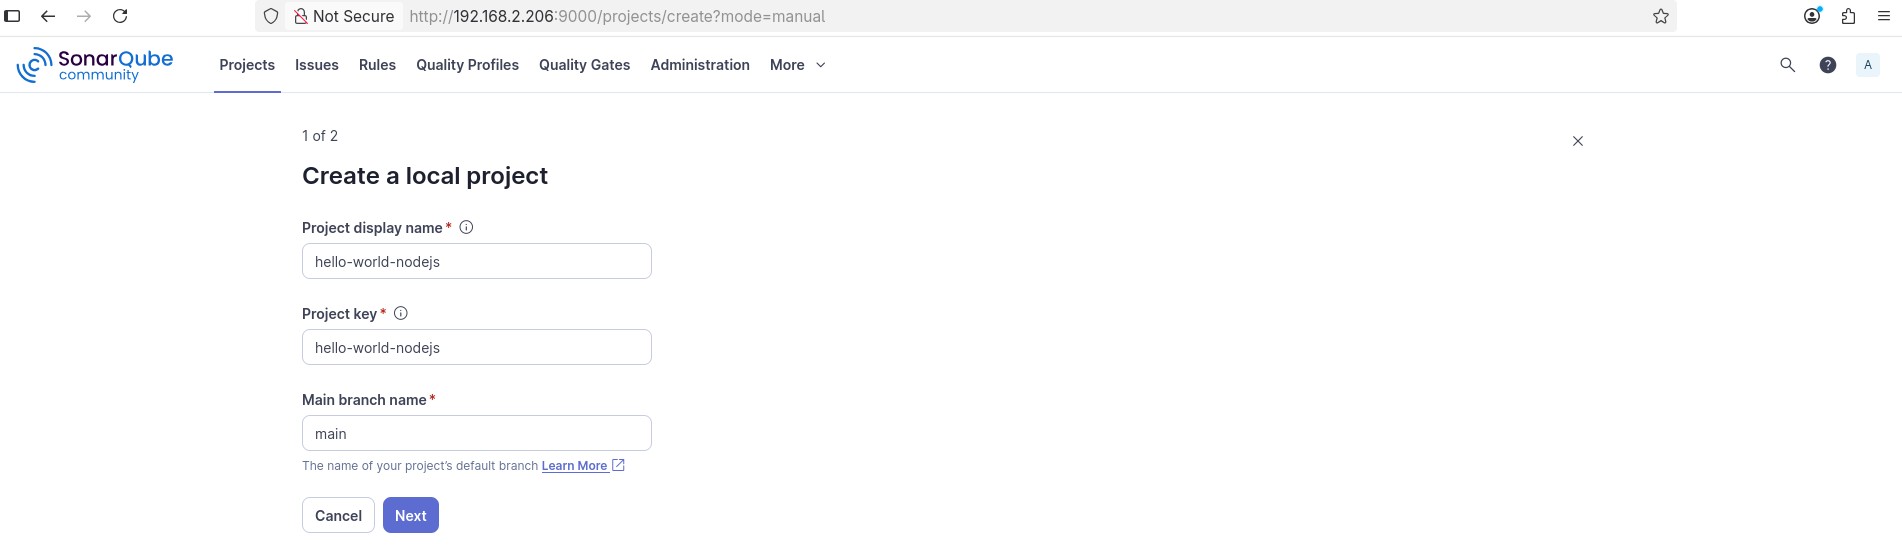 Not Secure http://192.168.2.206:9000/projects/create?mode=manual
SonarQube
community
Projects Issues Rules Quality Profiles Quality Gates Administration More ? A
1 of 2
Create a local project
Project display name *
hello-world-nodejs
Project key *
hello-world-nodejs
Main branch name *
main
The name of your project's default branch Learn More
Cancel Next